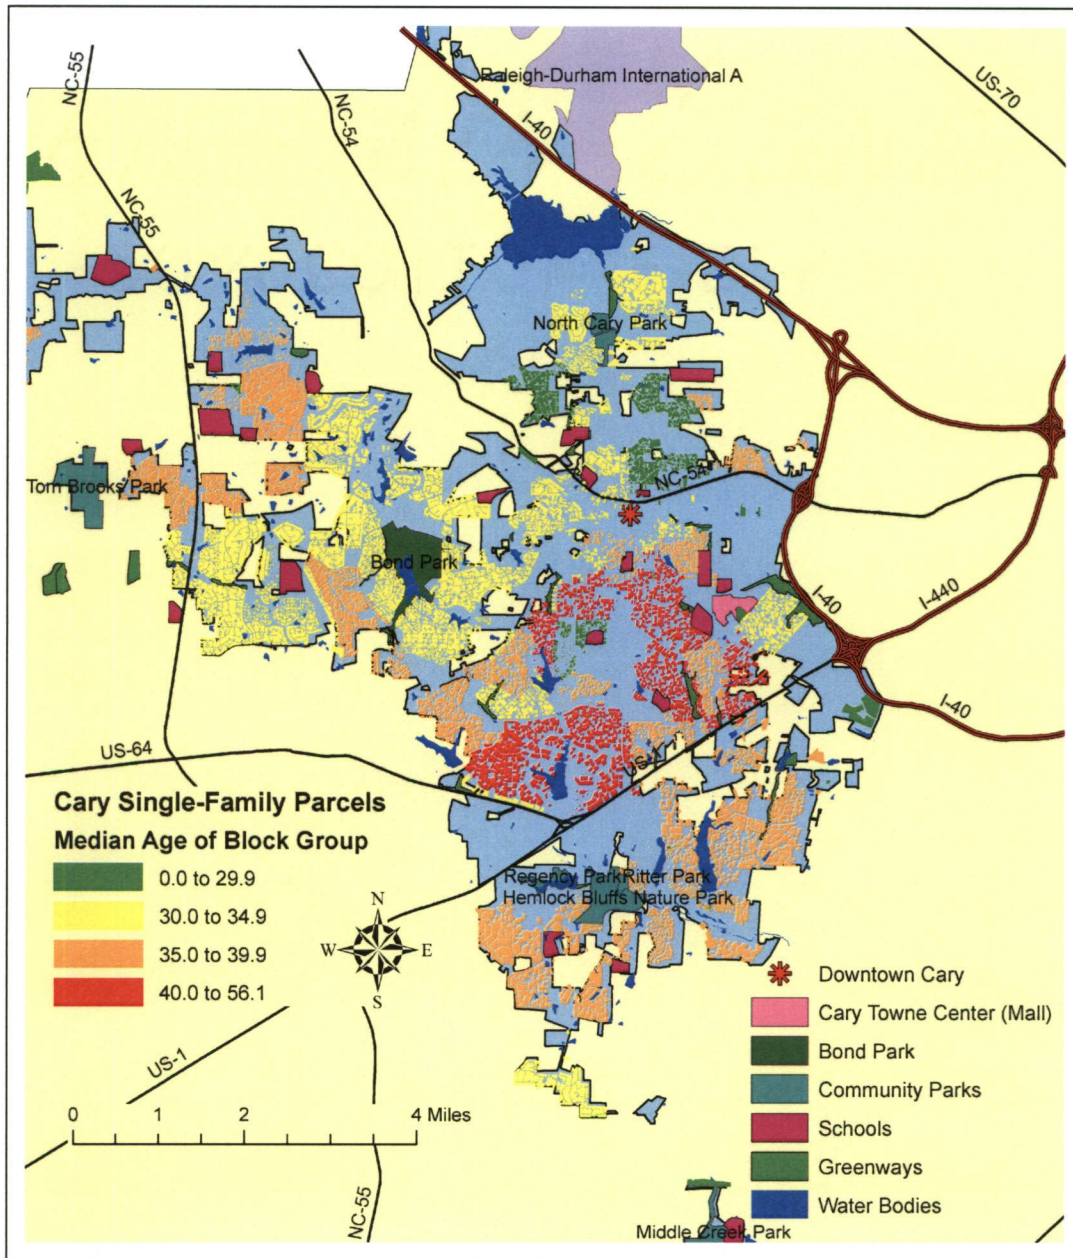 NC-55
NC-54
Raleigh-Durham International A
US-70
I-40
NC-55
North Cary Park
NC-54
Tom Brooks Park
Bond Park
I-40
I-440
I-40
US-64
US-1
Cary Single-Family Parcels
Median Age of Block Group
0.0 to 29.9
30.0 to 34.9
35.0 to 39.9
40.0 to 56.1
N
W E
S
Regency ParkRitter Park
Hemlock Bluffs Nature Park
Downtown Cary
Cary Towne Center (Mall)
Bond Park
Community Parks
Schools
Greenways
Water Bodies
US-1
0 1 2 4 Miles
NC-55
Middle Creek Park